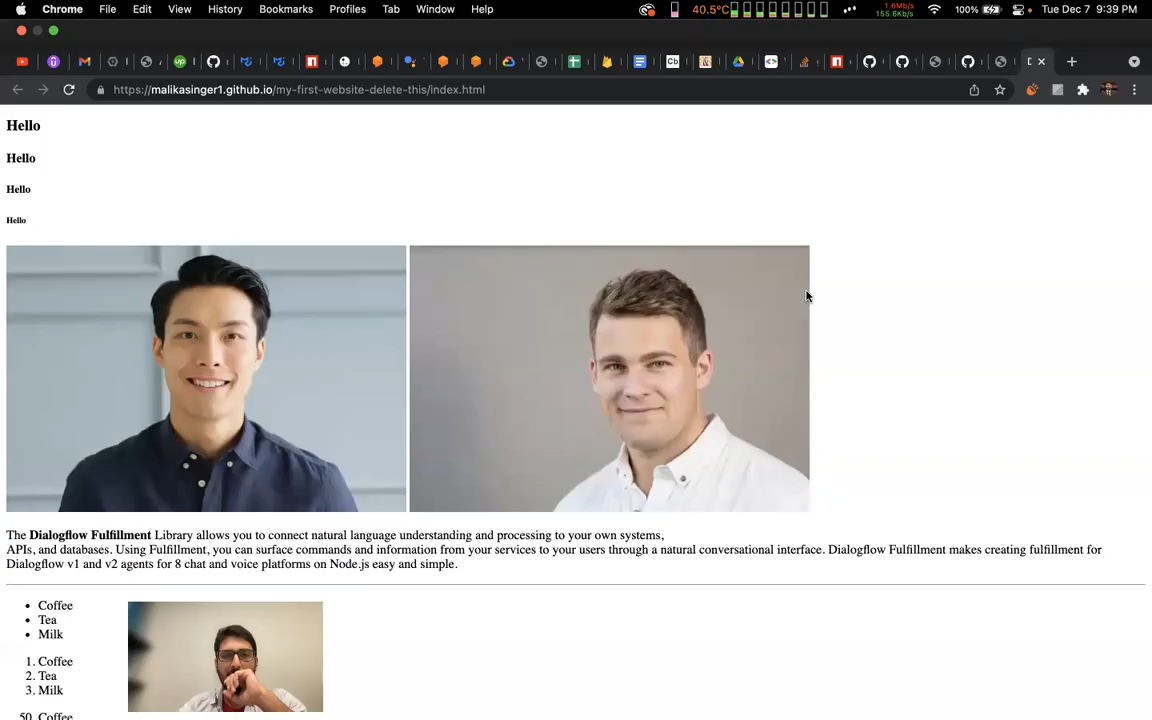 Chrome File Edit View History Bookmarks Profiles Tab Window Help 40.5°C 1.6Mb/s 155.6Kb/s 100% Tue Dec 7 9:39 PM
https://malikasinger1.github.io/my-first-website-delete-this/index.html
Hello
Hello
Hello
Hello
The Dialogflow Fulfillment Library allows you to connect natural language understanding and processing to your own systems,
APIs, and databases. Using Fulfillment, you can surface commands and information from your services to your users through a natural conversational interface. Dialogflow Fulfillment makes creating fulfillment for
Dialogflow v1 and v2 agents for 8 chat and voice platforms on Node.js easy and simple.
• Coffee
• Tea
• Milk
1. Coffee
2. Tea
3. Milk
50. Coffee